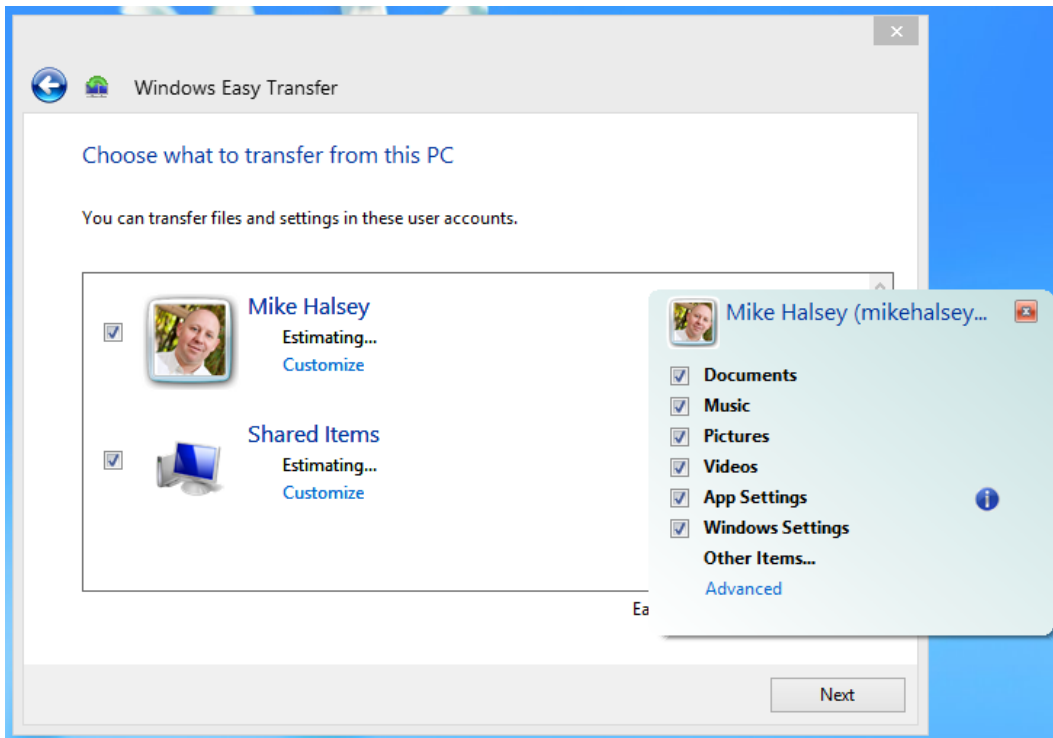 Windows Easy Transfer
Choose what to transfer from this PC
You can transfer files and settings in these user accounts.
Mike Halsey
Estimating...
Customize
Shared Items
Estimating...
Customize
Mike Halsey (mikehalsey...
Documents
Music
Pictures
Videos
App Settings
Windows Settings
Other Items...
Advanced
Ea
Next